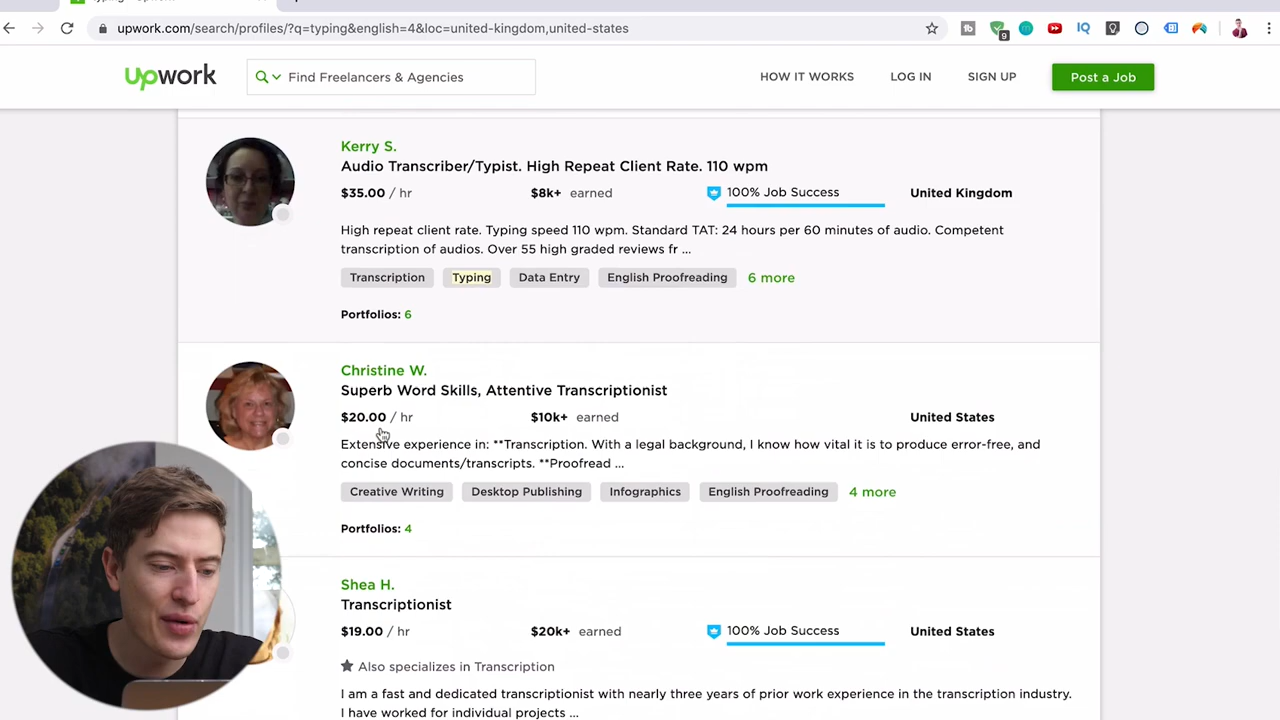 upwork.com/search/profiles/?q=typing&english=4&loc=united-kingdom,united-states
9
IQ
upwork
Find Freelancers & Agencies
HOW IT WORKS
LOG IN
SIGN UP
Post a Job
Kerry S.
Audio Transcriber/Typist. High Repeat Client Rate. 110 wpm
$35.00 / hr
$8k+ earned
100% Job Success
United Kingdom
High repeat client rate. Typing speed 110 wpm. Standard TAT: 24 hours per 60 minutes of audio. Competent
transcription of audios. Over 55 high graded reviews fr ...
Transcription
Typing
Data Entry
English Proofreading
6 more
Portfolios: 6
Christine W.
Superb Word Skills, Attentive Transcriptionist
$20.00 / hr
$10k+ earned
United States
Extensive experience in: **Transcription. With a legal background, I know how vital it is to produce error-free, and
concise documents/transcripts. **Proofread ...
Creative Writing
Desktop Publishing
Infographics
English Proofreading
4 more
Portfolios: 4
Shea H.
Transcriptionist
$19.00 / hr
$20k+ earned
100% Job Success
United States
Also specializes in Transcription
I am a fast and dedicated transcriptionist with nearly three years of prior work experience in the transcription industry.
I have worked for individual projects ...